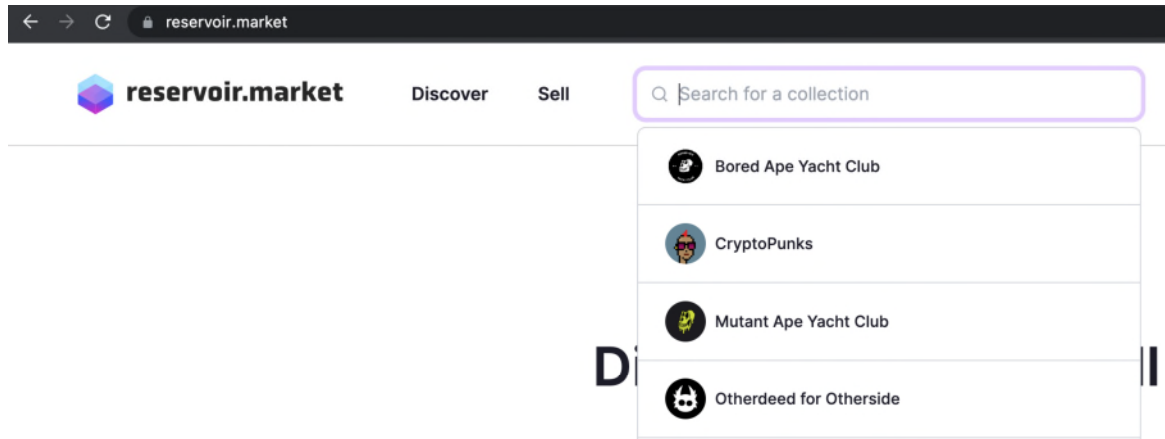 reservoir.market
reservoir.market Discover Sell Search for a collection
Bored Ape Yacht Club
CryptoPunks
Mutant Ape Yacht Club
Otherdeed for Otherside